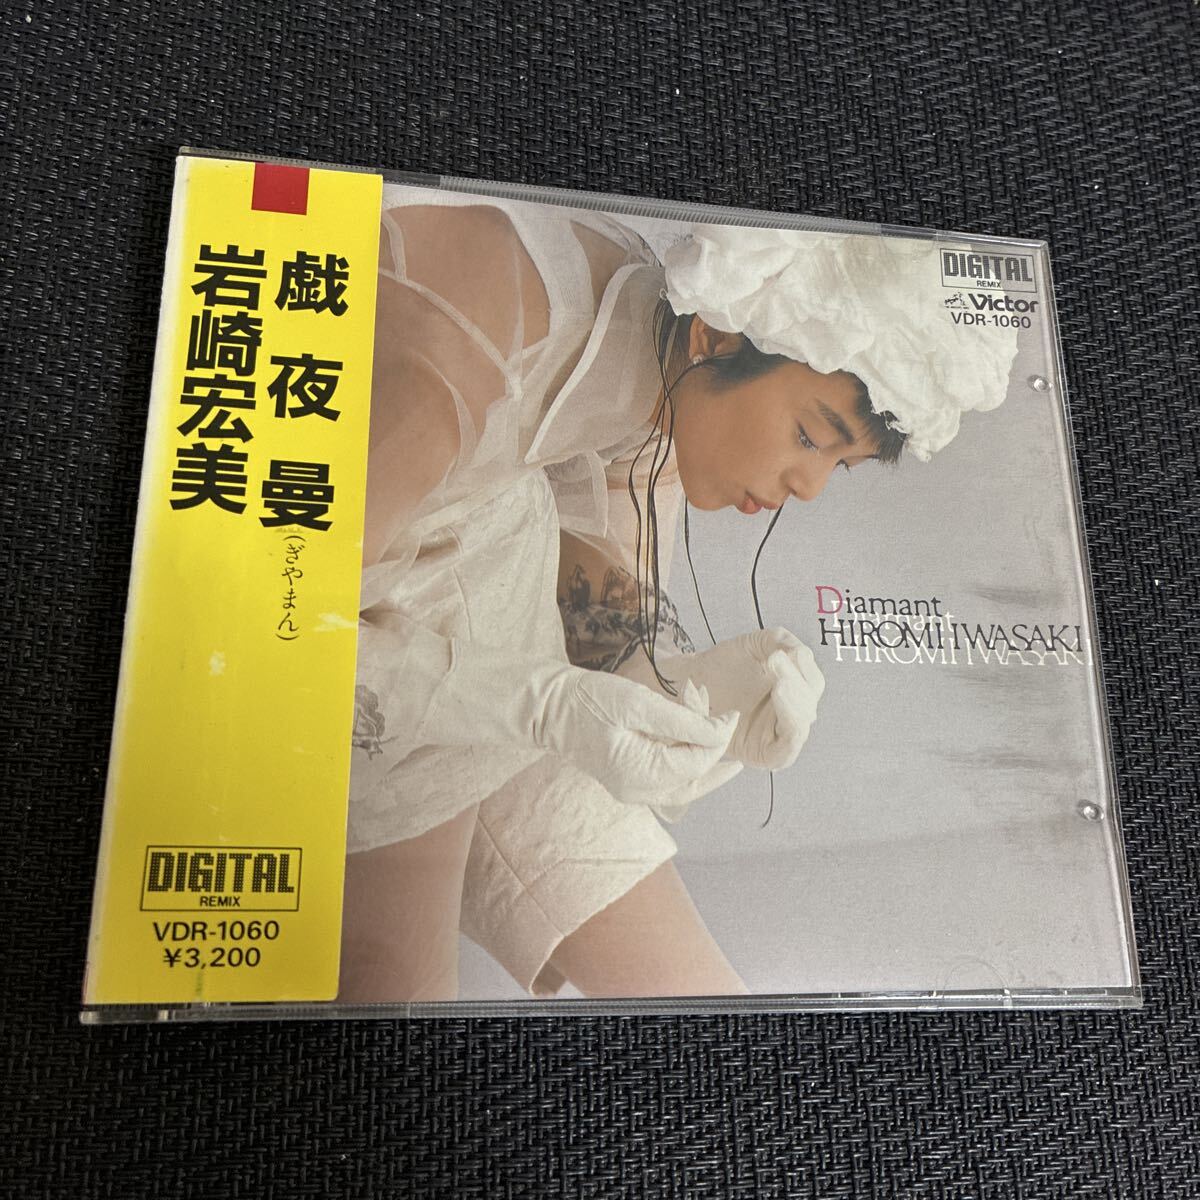 戯夜曼
(ぎやまん)
岩崎宏美
DIGITAL
REMIX
VDR-1060
¥3,200
DIGITAL
REMIX
Victor
VDR-1060
Diamant
HIROMI IWASAKI
Diamant
HIROMI IWASAKI